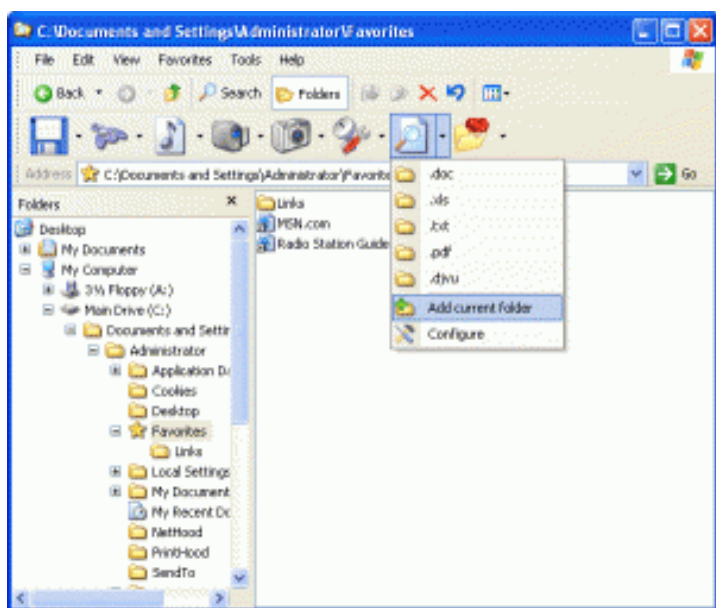 C:\Documents and Settings\Administrator\Favorites
File Edit View Favorites Tools Help
Back Search Folders
Address C:\Documents and Settings\Administrator\Favorite Go
Folders
Desktop
My Documents
My Computer
3½ Floppy (A:)
Main Drive (C:)
Documents and Settir
Administrator
Application Da
Cookies
Desktop
Favorites
Links
Local Settings
My Document
My Recent Dc
NetHood
PrintHood
SendTo
Links
MSN.com
Radio Station Guide
.doc
.xls
.txt
.pdf
.djvu
Add current folder
Configure